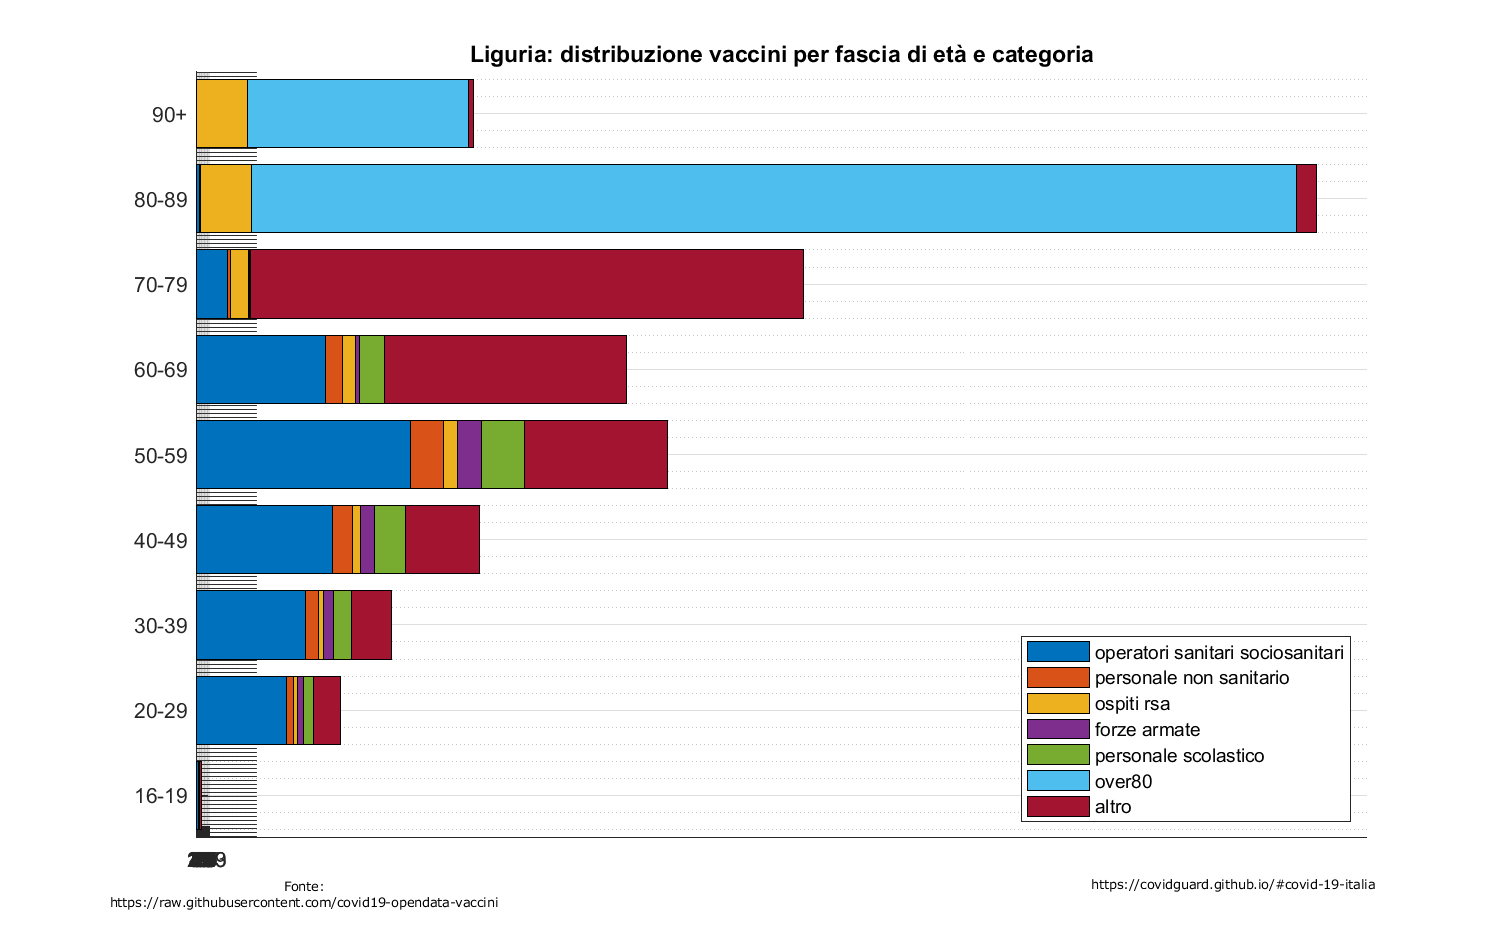 Liguria: distribuzione vaccini per fascia di età e categoria
90+
80-89
70-79
60-69
50-59
40-49
30-39
20-29
16-19
operatori sanitari sociosanitari
personale non sanitario
ospiti rsa
forze armate
personale scolastico
over80
altro
Fonte:
https://raw.githubusercontent.com/covid19-opendata-vaccini
https://covidguard.github.io/#covid-19-italia